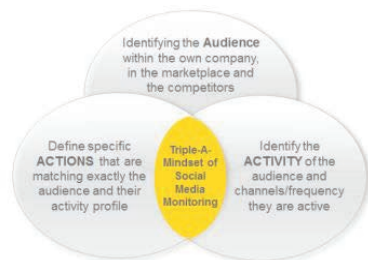 Identifying the Audience
within the own company,
in the marketplace and
the competitors
Define specific
ACTIONS that are
matching exactly the
audience and their
activity profile
Triple-A-
Mindset of
Social
Media
Monitoring
Identify the
ACTIVITY of the
audience and
channels/frequency
they are active